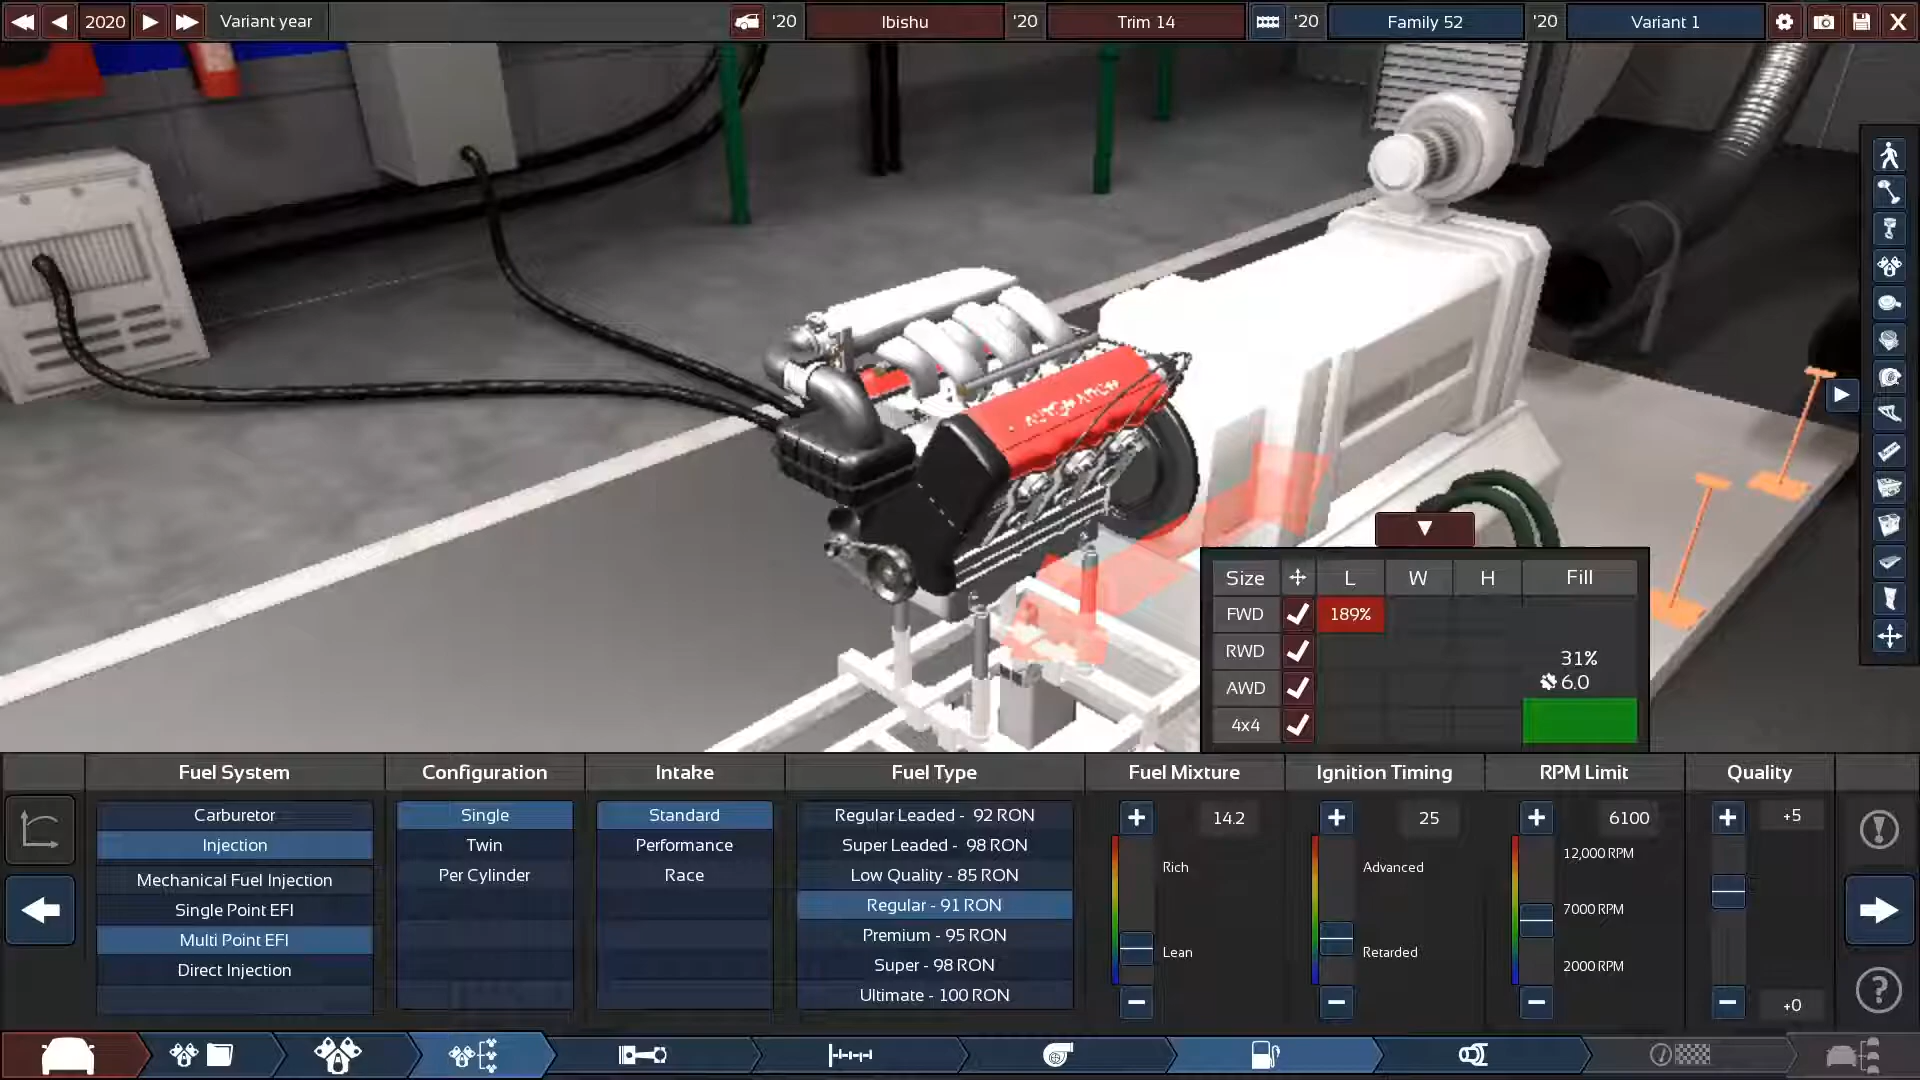 2020 Variant year '20 Ibishu '20 Trim 14 '20 Family 52 '20 Variant 1
Size L W H Fill
FWD 189%
RWD
31%
AWD 6.0
4x4
Fuel System Configuration Intake Fuel Type Fuel Mixture Ignition Timing RPM Limit Quality
Carburetor Single Standard Regular Leaded - 92 RON 14.2 25 6100 +5
Injection Twin Performance Super Leaded - 98 RON 12,000 RPM
Mechanical Fuel Injection Per Cylinder Race Low Quality - 85 RON Rich Advanced
Single Point EFI Regular - 91 RON 7000 RPM
Multi Point EFI Premium - 95 RON Lean Retarded
Direct Injection Super - 98 RON 2000 RPM
Ultimate - 100 RON +0